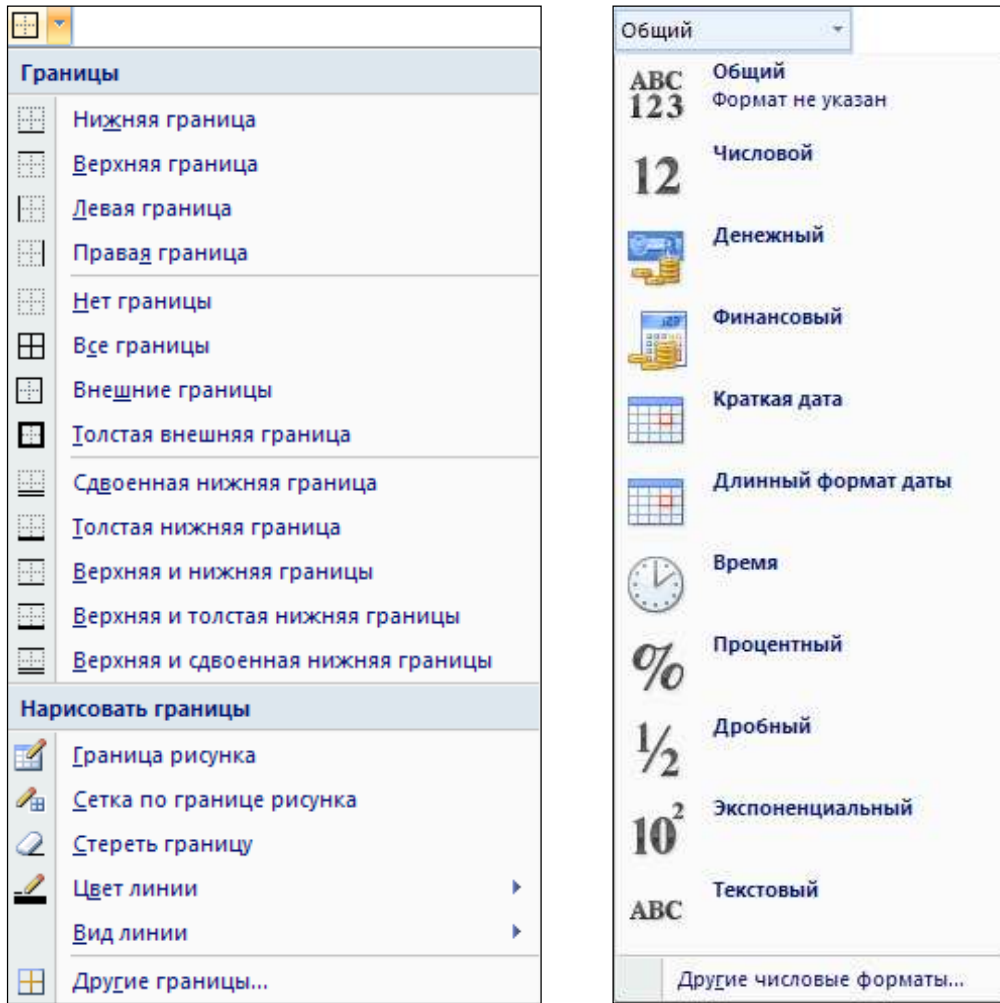 Границы
Нижняя граница
Верхняя граница
Левая граница
Правая граница
Нет границы
Все границы
Внешние границы
Толстая внешняя граница
Сдвоенная нижняя граница
Толстая нижняя граница
Верхняя и нижняя границы
Верхняя и толстая нижняя границы
Верхняя и сдвоенная нижняя границы
Нарисовать границы
Граница рисунка
Сетка по границе рисунка
Стереть границу
Цвет линии
Вид линии
Другие границы...
Общий
ABC
123
Общий
Формат не указан
12
Числовой
Денежный
Финансовый
Краткая дата
Длинный формат даты
Время
%
Процентный
1/2
Дробный
10²
Экспоненциальный
ABC
Текстовый
Другие числовые форматы...